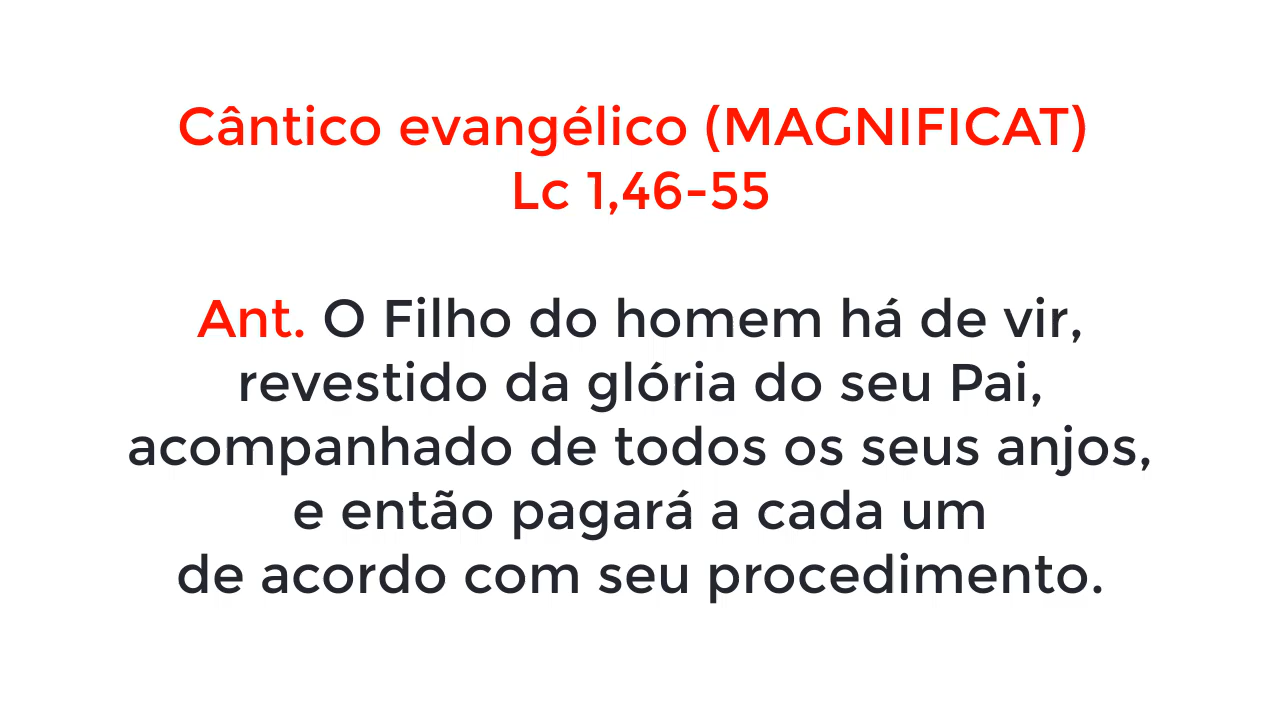 Cântico evangélico (MAGNIFICAT)
Lc 1,46-55
Ant. O Filho do homem há de vir,
revestido da glória do seu Pai,
acompanhado de todos os seus anjos,
e então pagará a cada um
de acordo com seu procedimento.